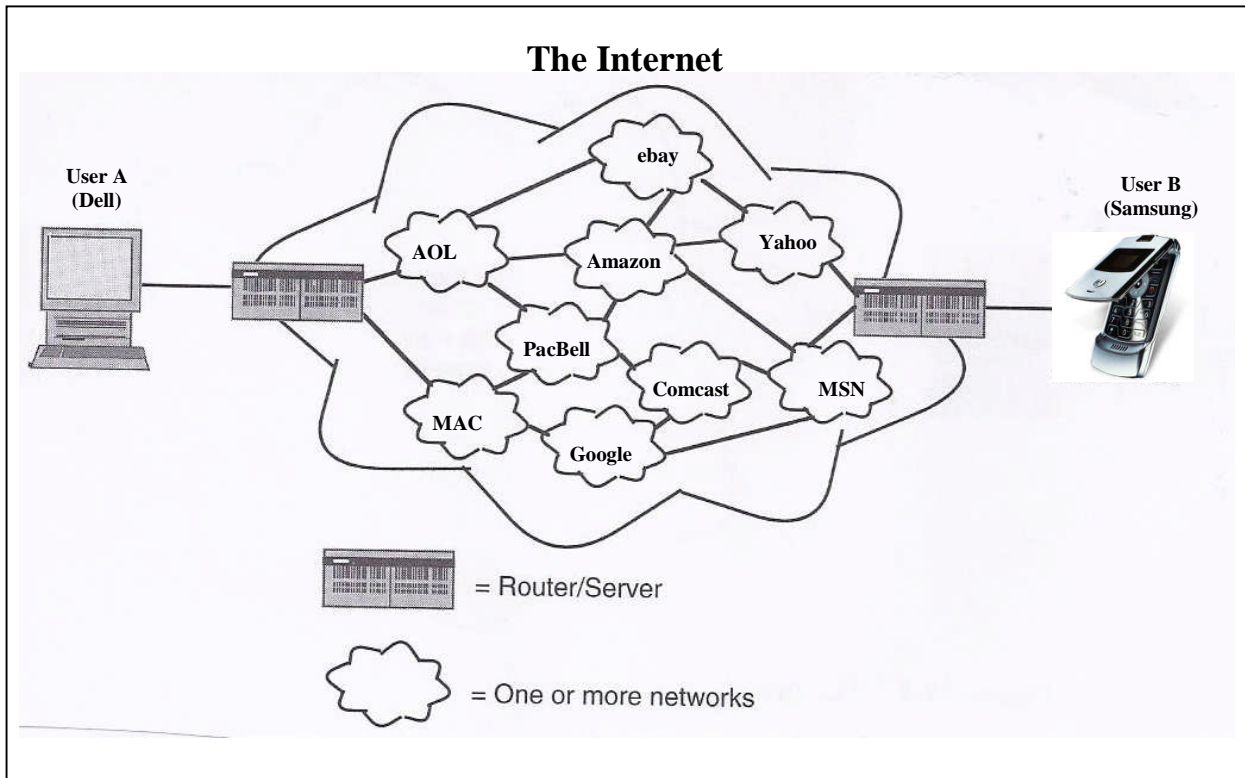 The Internet
User A
(Dell)
User B
(Samsung)
ebay
AOL
Amazon
Yahoo
PacBell
Comcast
MSN
MAC
Google
= Router/Server
= One or more networks